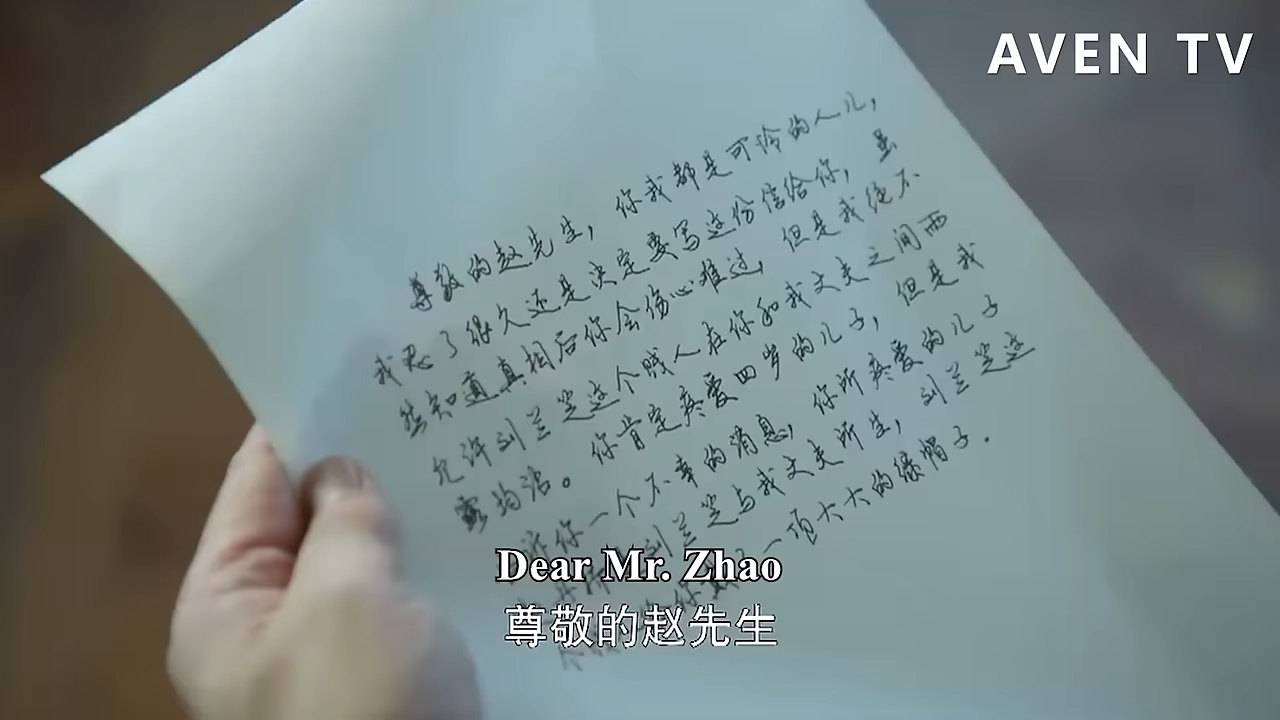 AVEN TV
尊敬的赵先生，你我都是可怜的人儿，
我忍了很久还是决定要写这份信给你，虽
然知道真相后你会伤心难过，但是我绝不
允许刘兰芝这个贱人在你和我丈夫之间雨
露均沾。你肯定疼爱四岁的儿子，但是我
诉你一个不幸的消息，你所疼爱的儿子
刘兰芝与我丈夫所生，刘兰芝这
一顶大大的绿帽子.
Dear Mr. Zhao
尊敬的赵先生